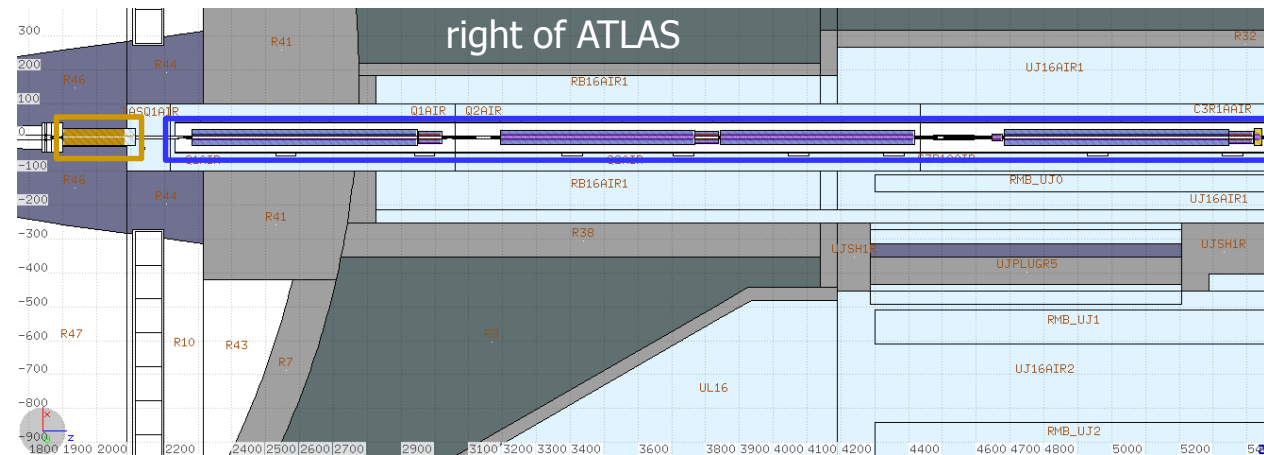 right of ATLAS
300
R41
R32
200
R44
R46
UJ16AIR1
RB16AIR1
100
Q1AIR
Q2AIR
C3R1AAIR
0
-100
R46
RB16AIR1
RMB_UJ0
-200
R44
UJ16AIR1
R41
-300
R38
UJSH1R
UJSH1R
-400
UJPLUGR5
-500
RMB_UJ1
-600
R47
R10
R43
R3
R7
UJ16AIR2
-700
UL16
-800
x
-900
z
RMB_UJ2
1800 1900 2000 2200 2400 2500 2600 2700 2900 3100 3200 3300 3400 3600 3800 3900 4000 4100 4200 4400 4600 4700 4800 5000 5200